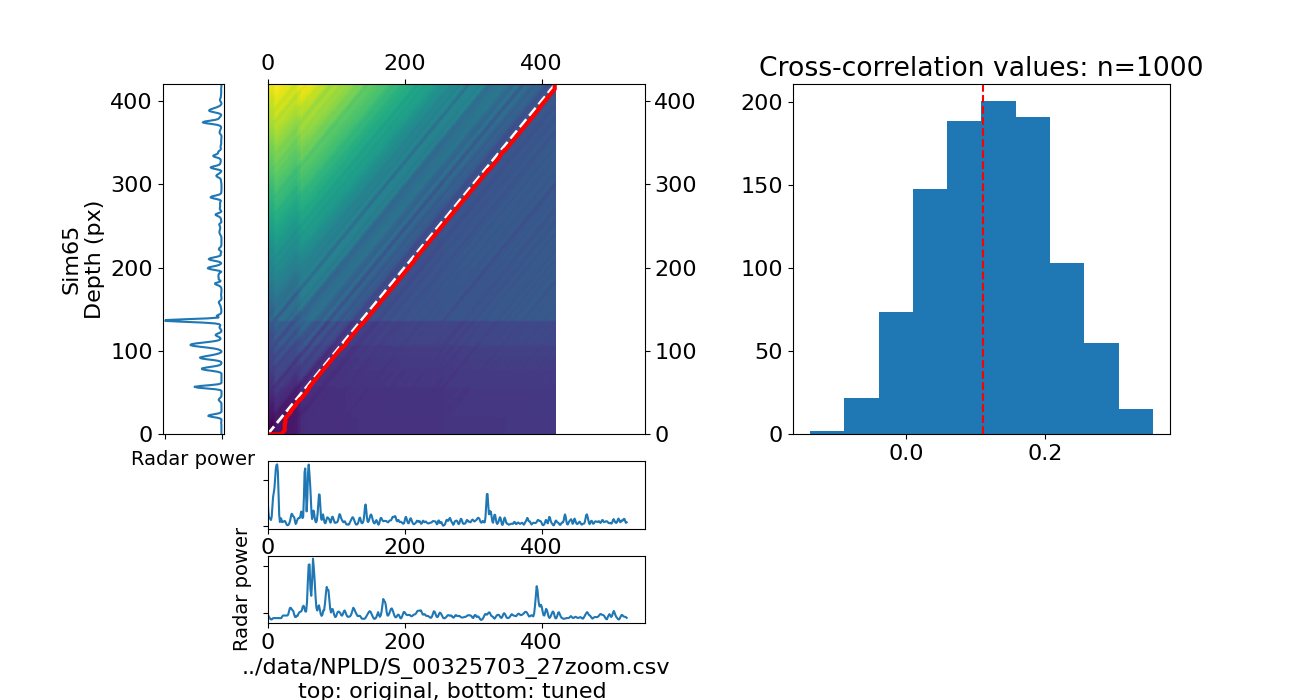 Cross-correlation values: n=1000
0 200 400
400
300
200
100
0
Sim65
Depth (px)
Radar power
400
300
200
100
0
200
150
100
50
0
0.0 0.2
0 200 400
Radar power
0 200 400
../data/NPLD/S_00325703_27zoom.csv
top: original, bottom: tuned